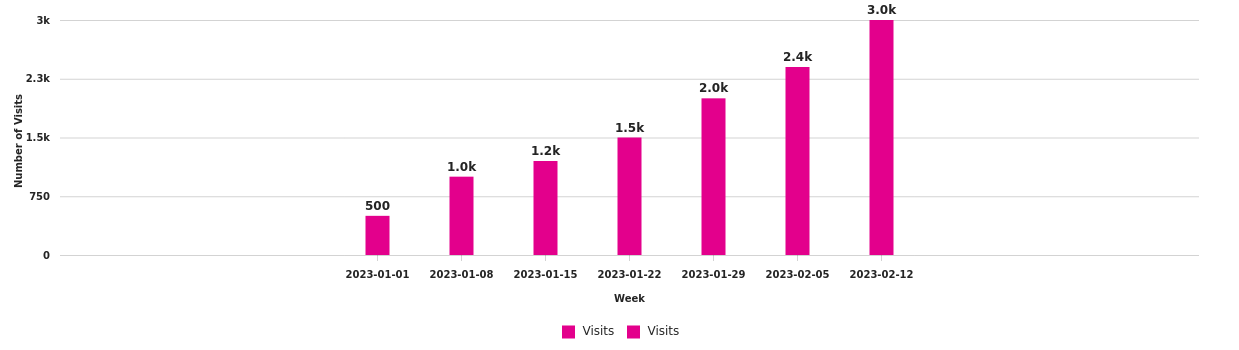 3.0k
3k
2.4k
2.3k
2.0k
1.5k
1.5k
1.2k
1.0k
750
500
0
Number of Visits
2023-01-01 2023-01-08 2023-01-15 2023-01-22 2023-01-29 2023-02-05 2023-02-12
Week
Visits Visits